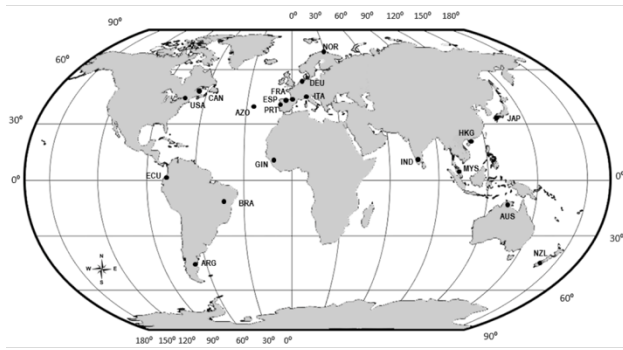 0° 30° 60° 90° 120° 150° 180°
90°
NOR
60°
DEU
FRA
CAN
ESP
ITA
USA
AZO
PRT
30°
JAP
HKG
GIN
IND
MYS
ECU
0°
BRA
AUS
30°
N
NZL
W E
S
ARG
60°
90°
180° 150° 120° 90° 60° 30° 0°